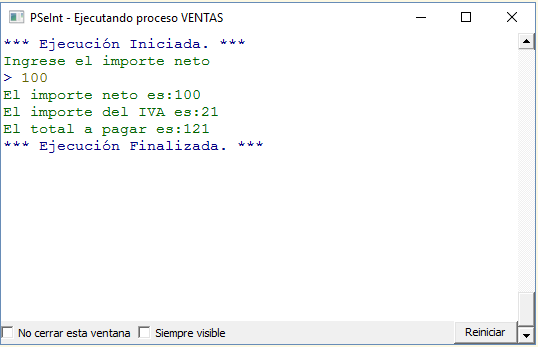 PSeInt - Ejecutando proceso VENTAS
*** Ejecución Iniciada. ***
Ingrese el importe neto
> 100
El importe neto es:100
El importe del IVA es:21
El total a pagar es:121
*** Ejecución Finalizada. ***
No cerrar esta ventana Siempre visible Reiniciar